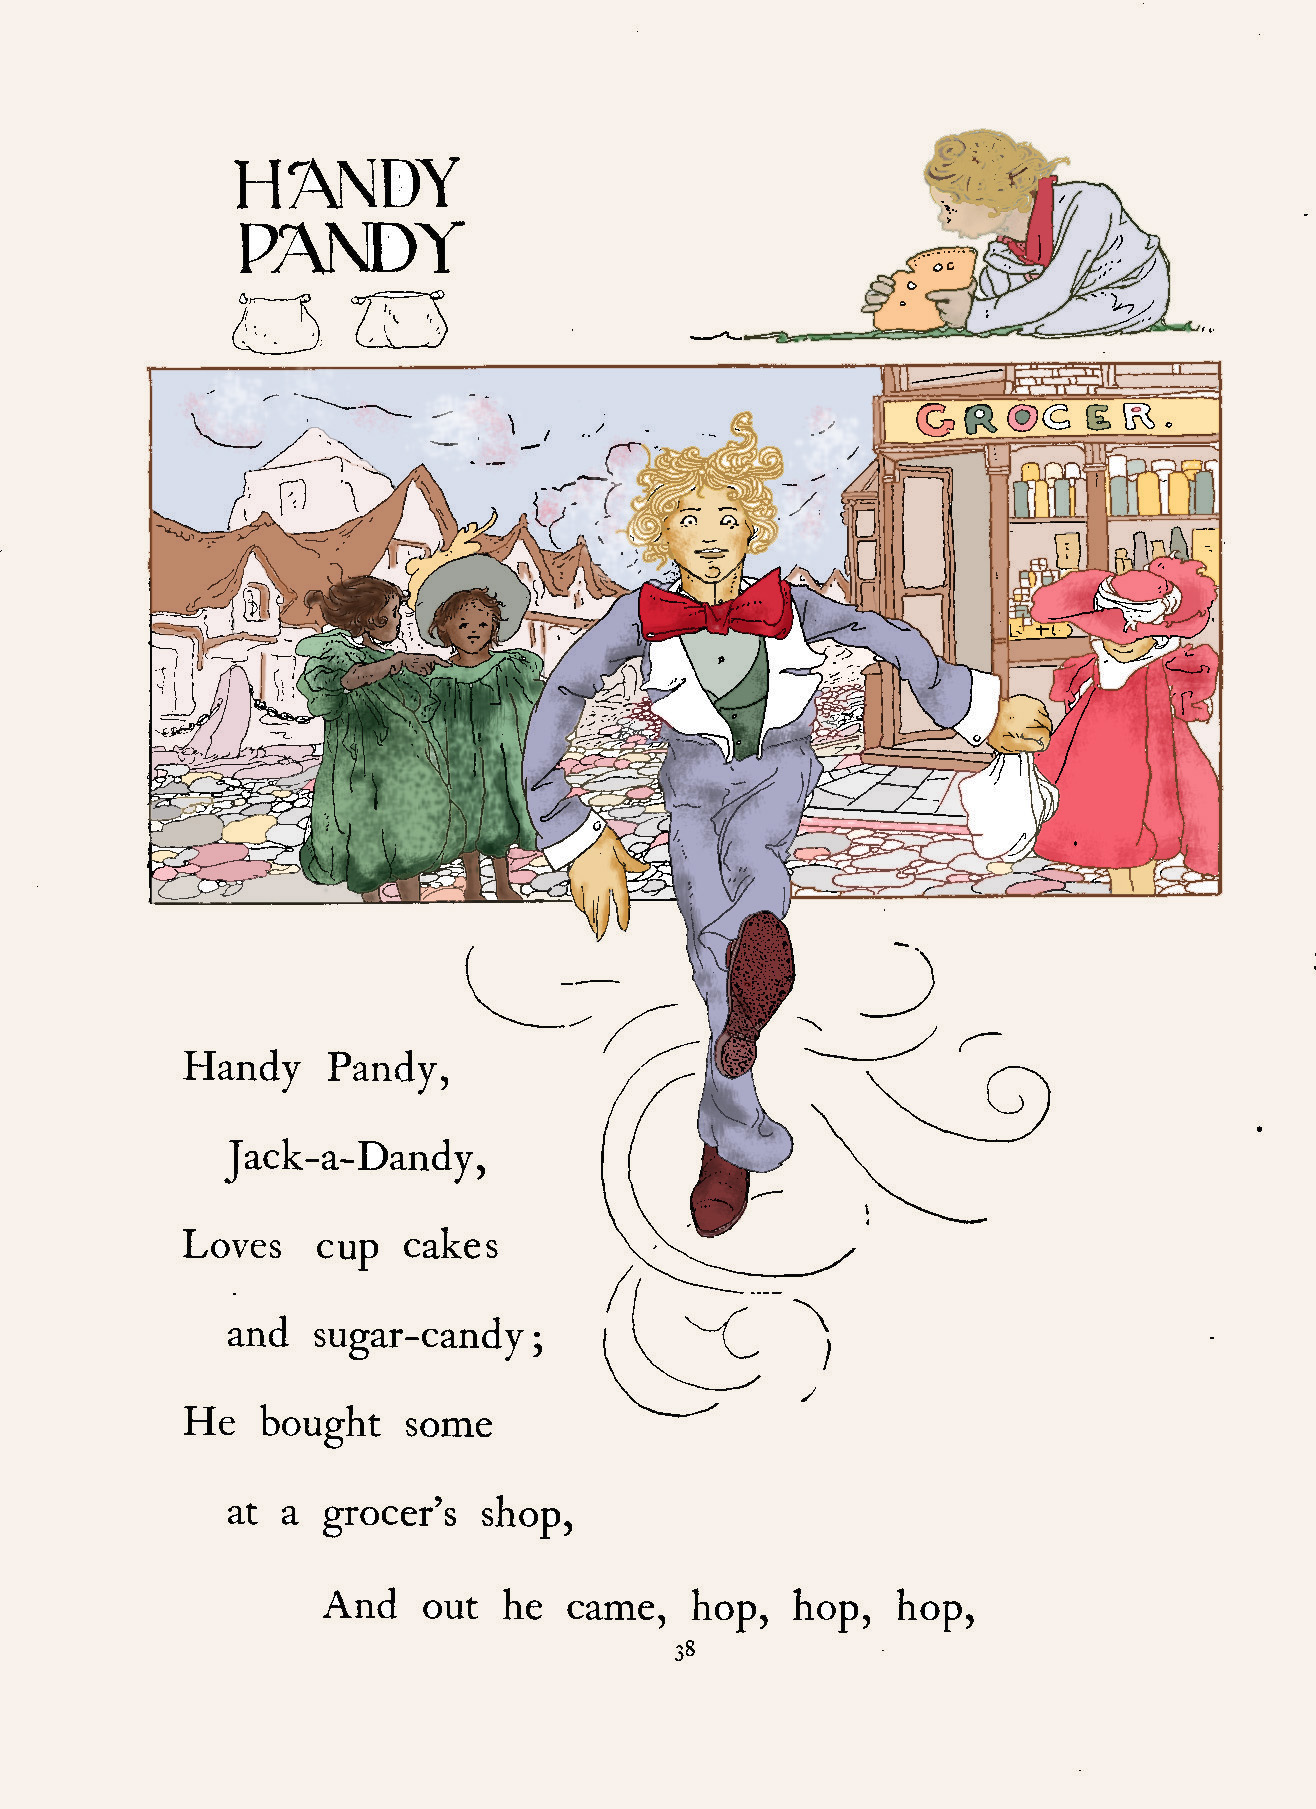 HANDY
PANDY
GROCER.
Handy Pandy,
Jack-a-Dandy,
Loves cup cakes
and sugar-candy;
He bought some
at a grocer's shop,
And out he came, hop, hop, hop,
38